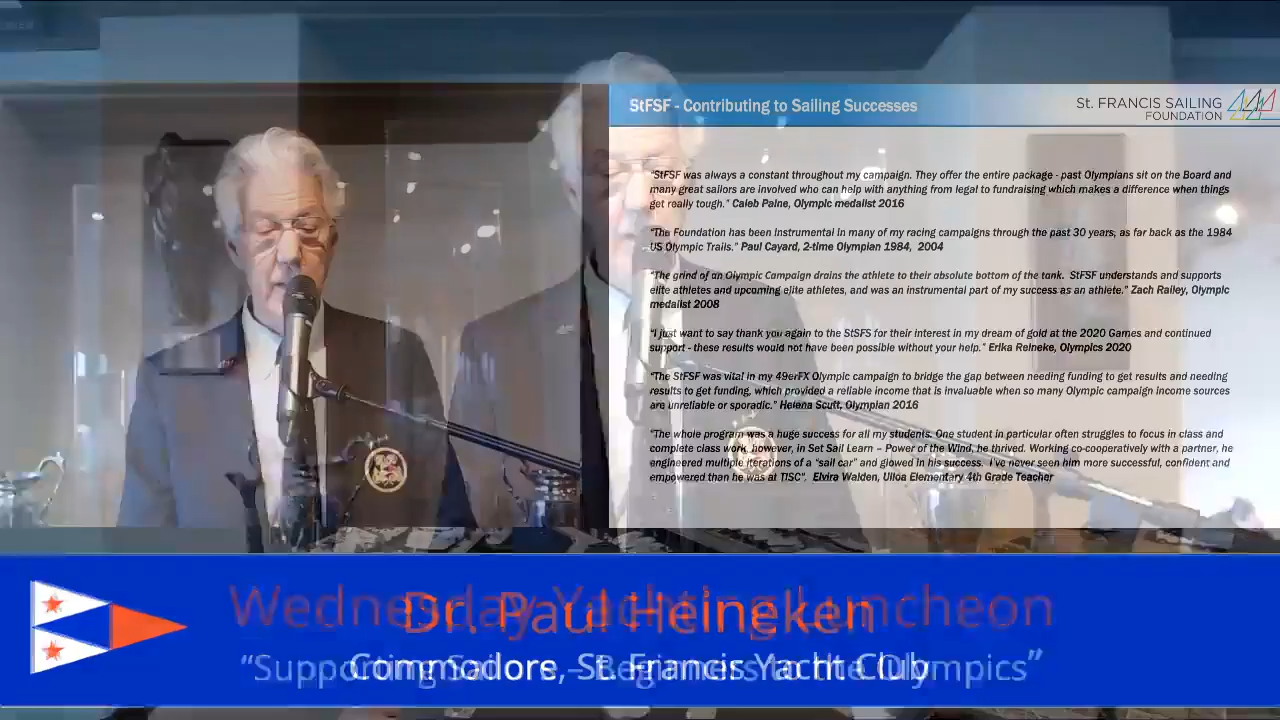 StFSF - Contributing to Sailing Successes
St. FRANCIS SAILING
FOUNDATION
“StFSF was always a constant throughout my campaign. They offer the entire package - past Olympians sit on the Board and
many great sailors are involved who can help with anything from legal to fundraising which makes a difference when things
get really tough.” Caleb Paine, Olympic medalist 2016
“The Foundation has been instrumental in many of my racing campaigns through the past 30 years; as far back as the 1984
US Olympic Trails.” Paul Cayard, 2-time Olympian 1984, 2004
“The grind of an Olympic Campaign drains the athlete to their absolute bottom of the tank. StFSF understands and supports
elite athletes and upcoming elite athletes, and was an instrumental part of my success as an athlete.” Zach Railey, Olympic
medalist 2008
“I just want to say thank you again to the StSFS for their interest in my dream of gold at the 2020 Games and continued
support - these results would not have been possible without your help.” Erika Reineke, Olympics 2020
“The StFSF was vital in my 49erFX Olympic campaign to bridge the gap between needing funding to get results and needing
results to get funding, which provided a reliable income that is invaluable when so many Olympic campaign income sources
are unreliable or sporadic.” Helena Scutt, Olympian 2016
“The whole program was a huge success for all my students. One student in particular often struggles to focus in class and
complete class work, however, in Set Sail Learn – Power of the Wind, he thrived. Working co-operatively with a partner, he
engineered multiple iterations of a “sail car” and glowed in his success. I've never seen him more successful, confident and
empowered than he was at TISC”. Elvira Walden, Ulloa Elementary 4th Grade Teacher
Wednesday Yachting Luncheon
Dr. Paul Heineken
“Supporting Sailors – Beginners to the Olympics”
Commodore, St. Francis Yacht Club